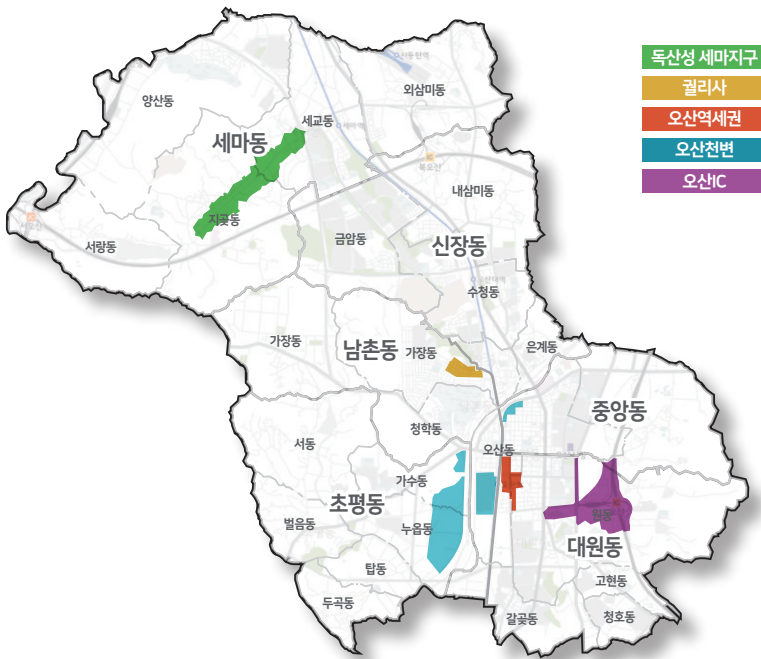 독산성 세마지구
궐리사
오산역세권
오산천변
오산IC
외삼미동
양산동
세교동
세마동
내삼미동
지곶동
서랑동
금암동
신장동
수청동
가장동
남촌동
가장동
은계동
중앙동
청학동
서동
오산동
가수동
초평동
벌음동
누읍동
원동
대원동
탑동
고현동
두곡동
갈곶동
청호동
북오산